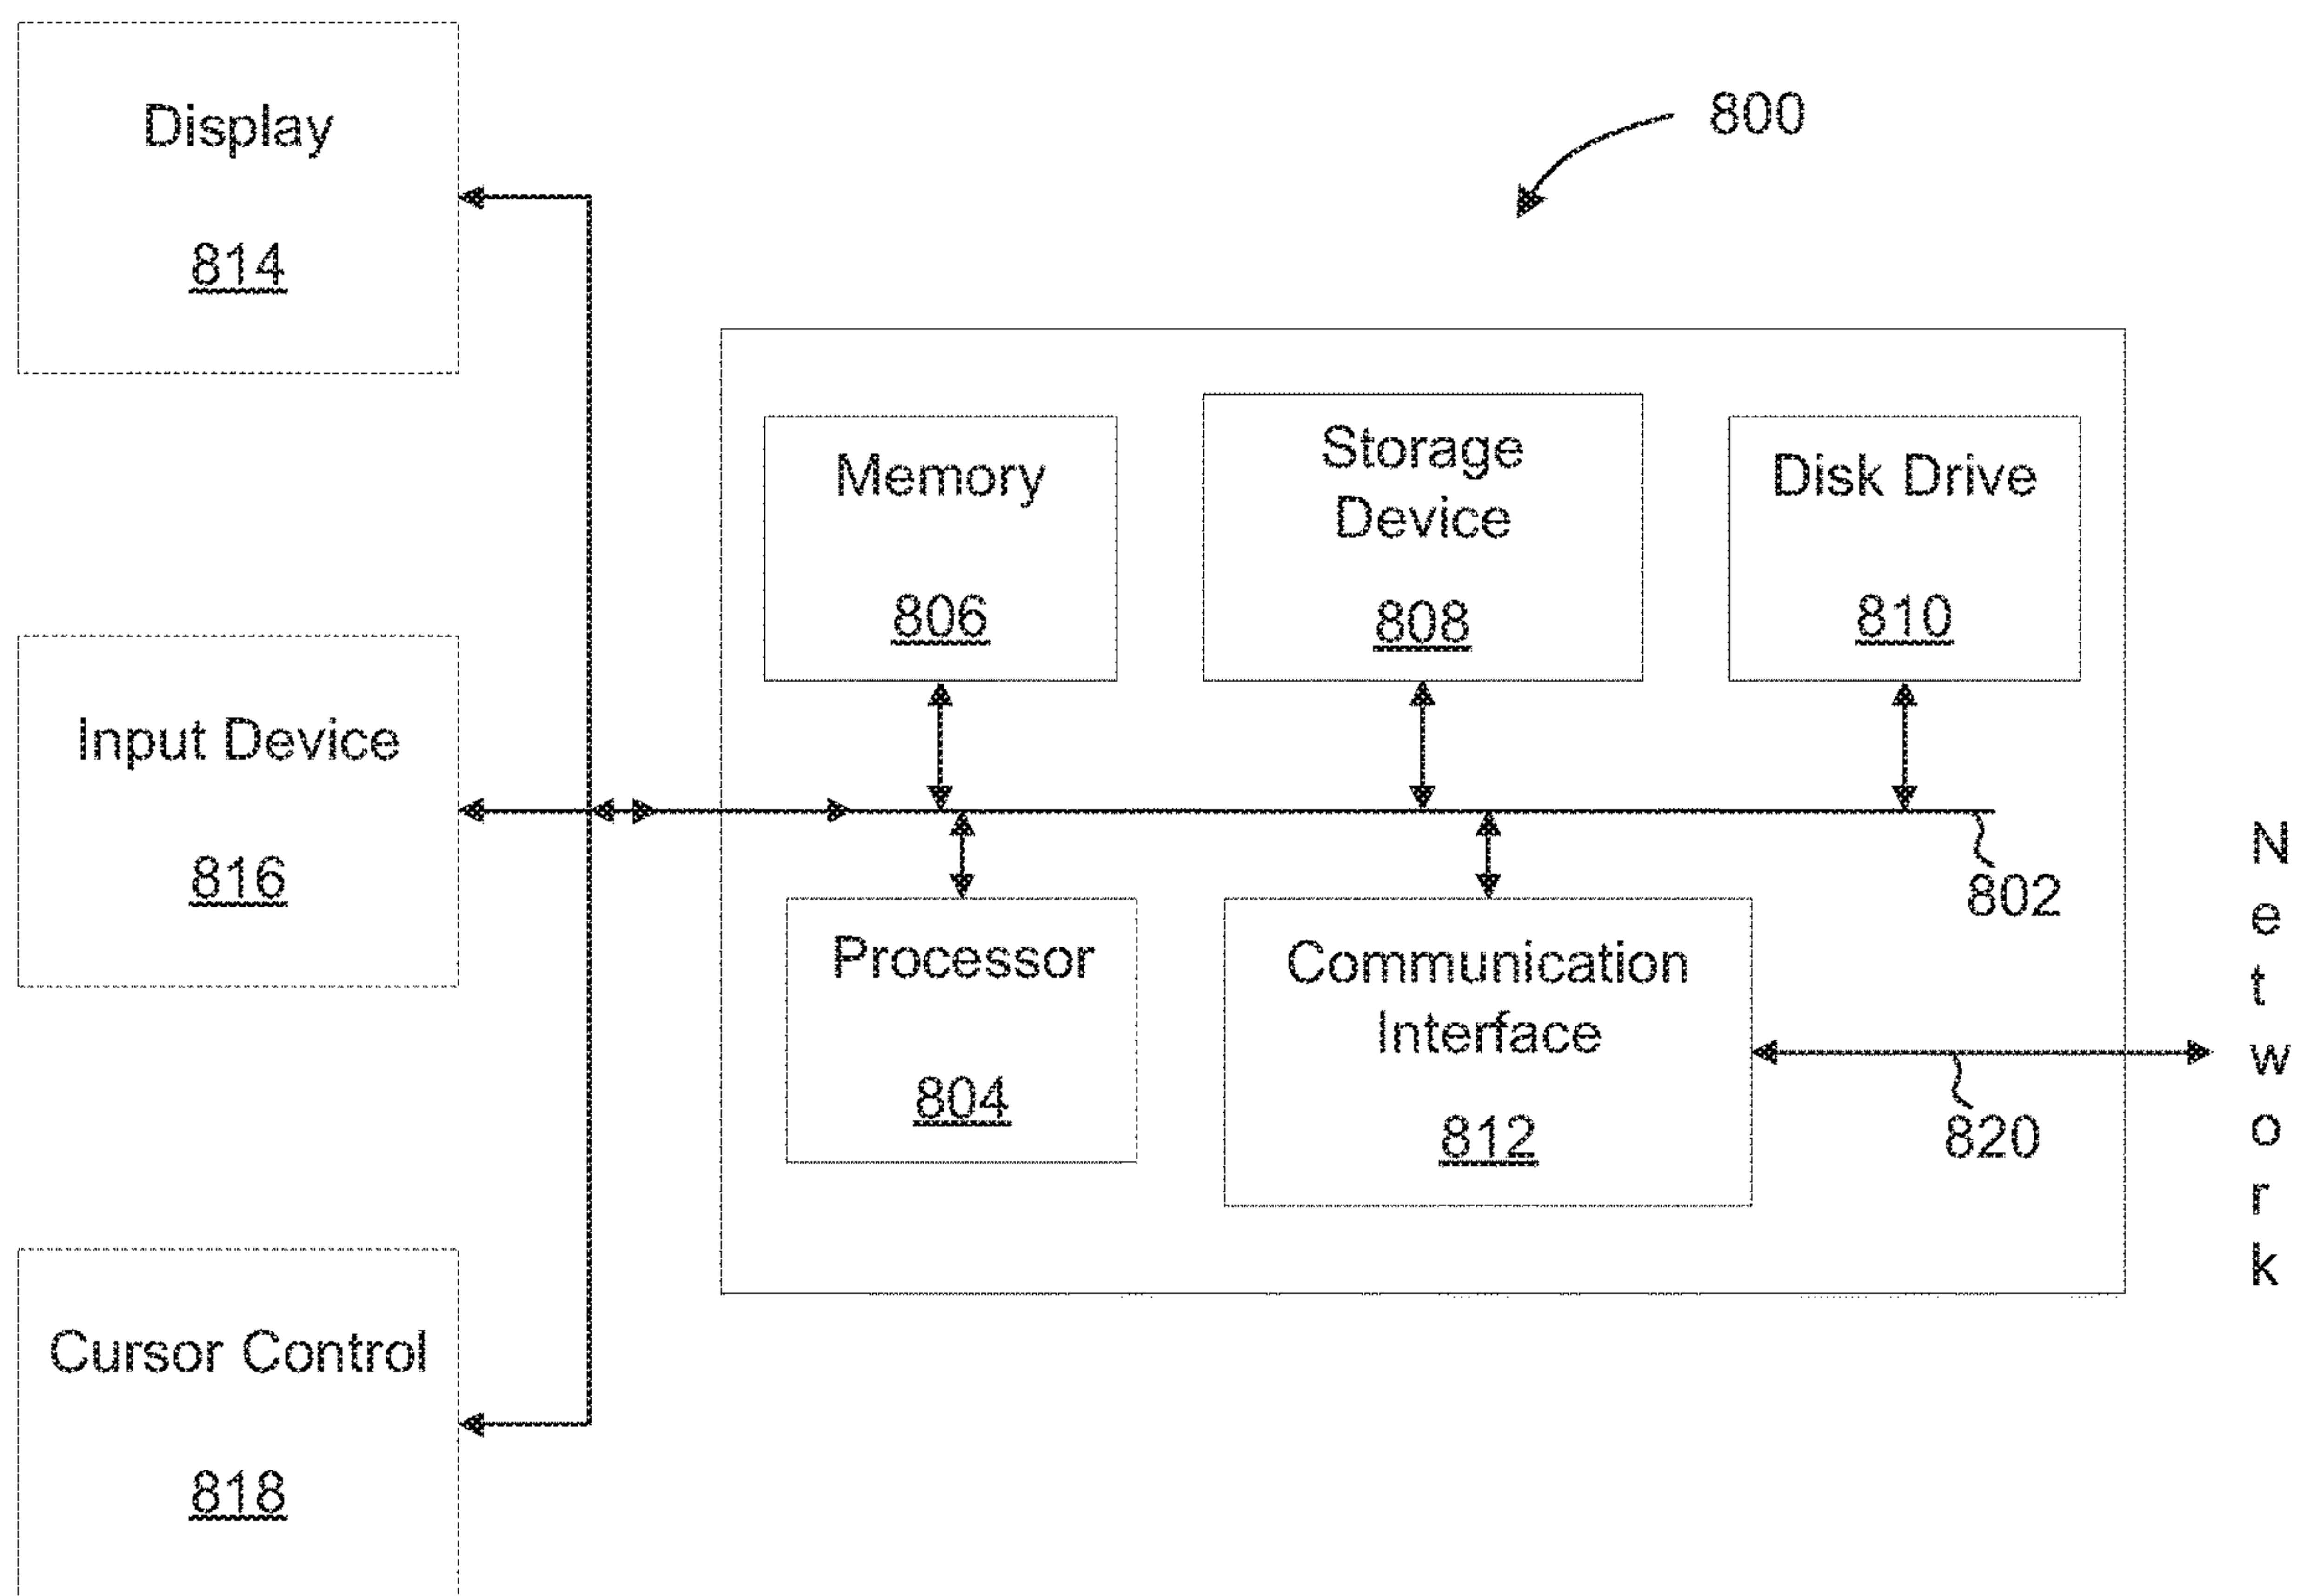 Display
814
800
Memory
806
Storage
Device
808
Disk Drive
810
Input Device
816
802
Processor
804
Communication
Interface
812
820
Network
Cursor Control
818